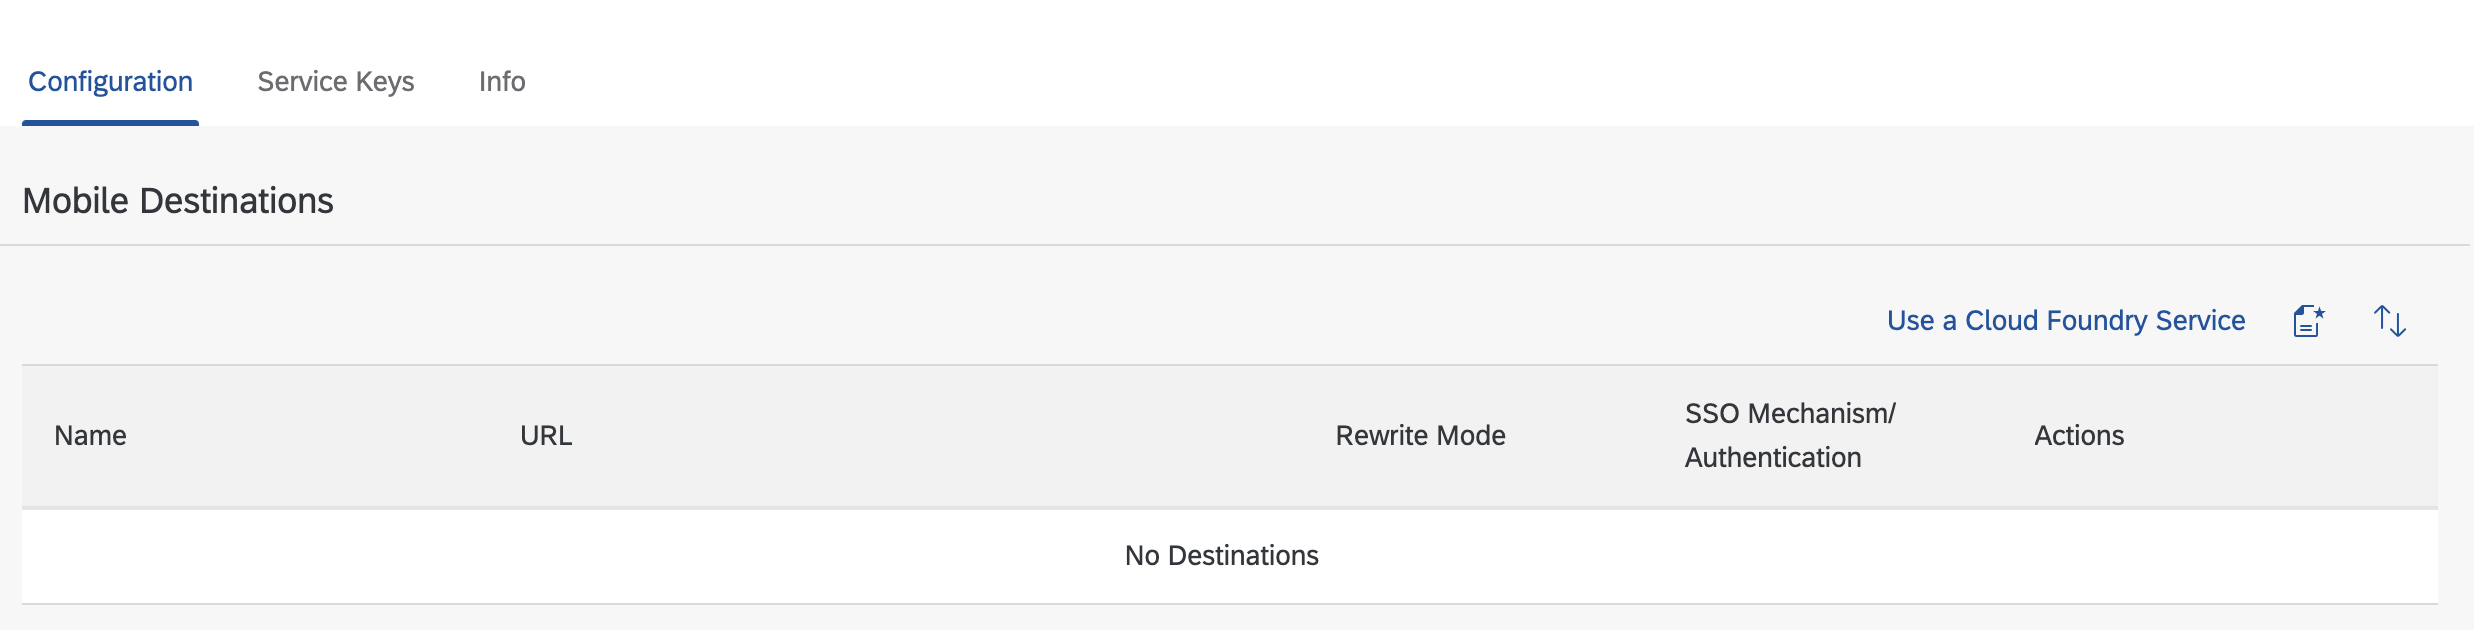 Configuration
Service Keys
Info
Mobile Destinations
Use a Cloud Foundry Service
Name
URL
Rewrite Mode
SSO Mechanism/
Authentication
Actions
No Destinations